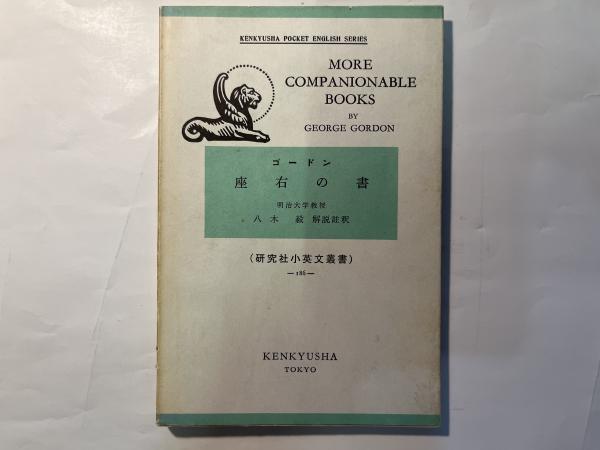 KENKYUSHA POCKET ENGLISH SERIES
MORE
COMPANIONABLE
BOOKS
BY
GEORGE GORDON
ゴードン
座右の書
明治大学教授
八木 毅 解説註釈
(研究社小英文叢書)
—186—
KENKYUSHA
TOKYO